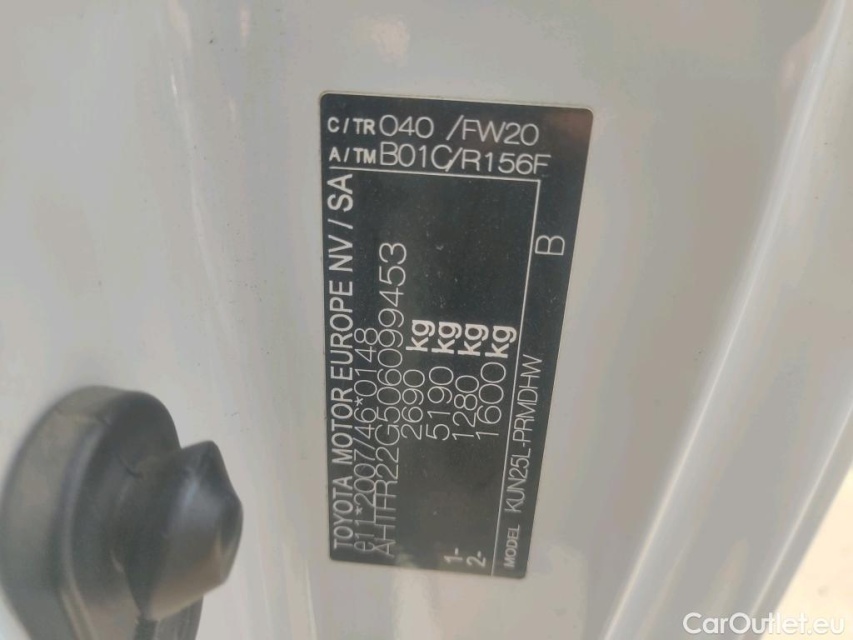 C/TR 040 /FW20
A/TM B01C/R156F
TOYOTA MOTOR EUROPE NV/SA
e11*2007/46*0148
AHTFR22G506099453
2690 kg
5190 kg
1- 1280 kg
2- 1600 kg
B
MODEL KUN25L-PRMDHW
CarOutlet.eu